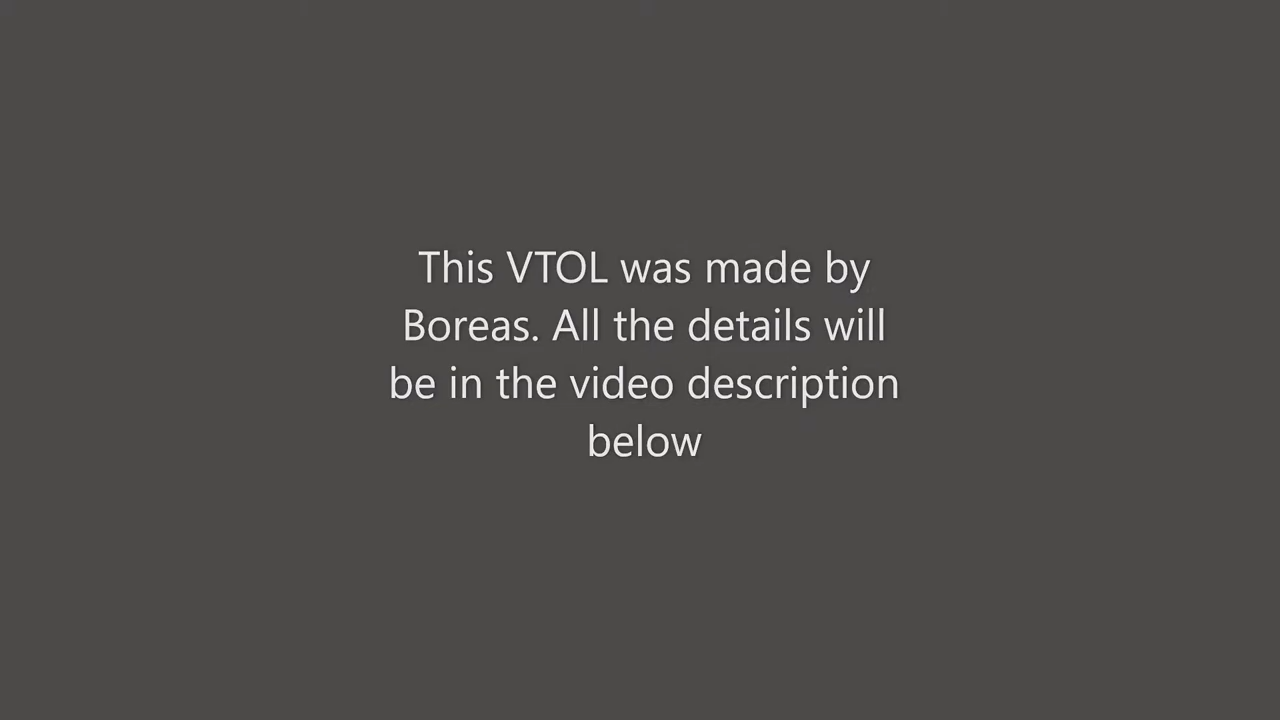 This VTOL was made by
Boreas. All the details will
be in the video description
below